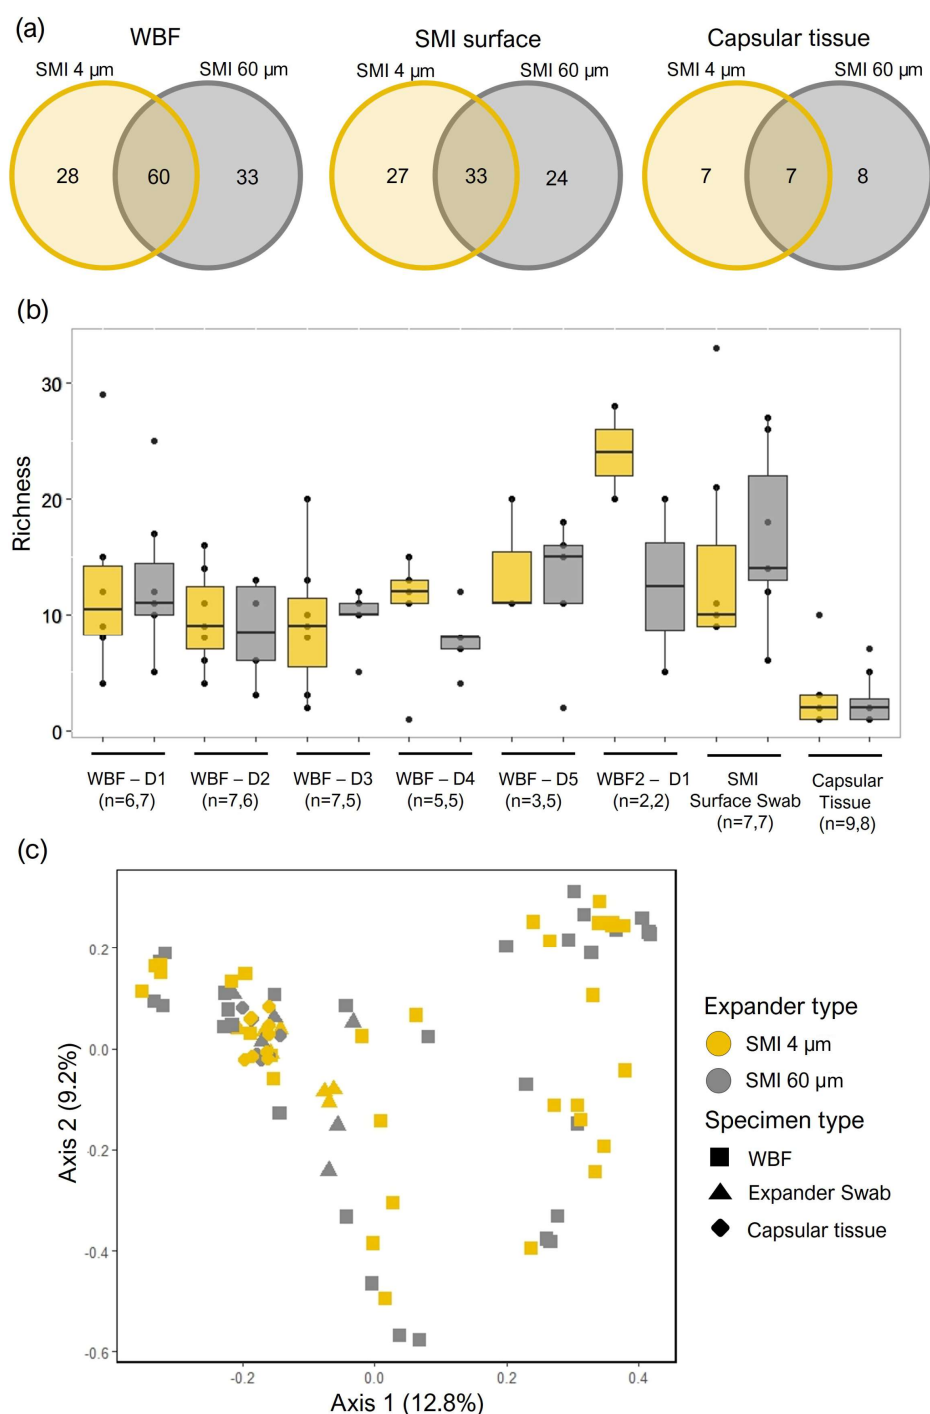 (a)
WBF
SMI surface
Capsular tissue
SMI 4 µm
SMI 60 µm
SMI 4 µm
SMI 60 µm
SMI 4 µm
SMI 60 µm
28
60
33
27
33
24
7
7
8
(b)
Richness
30
20
10
0
WBF – D1
(n=6,7)
WBF – D2
(n=7,6)
WBF – D3
(n=7,5)
WBF – D4
(n=5,5)
WBF – D5
(n=3,5)
WBF2 – D1
(n=2,2)
SMI
Surface Swab
(n=7,7)
Capsular
Tissue
(n=9,8)
(c)
Axis 2 (9.2%)
0.2
0.0
-0.2
-0.4
-0.6
-0.2
0.0
0.2
0.4
Axis 1 (12.8%)
Expander type
SMI 4 µm
SMI 60 µm
Specimen type
WBF
Expander Swab
Capsular tissue